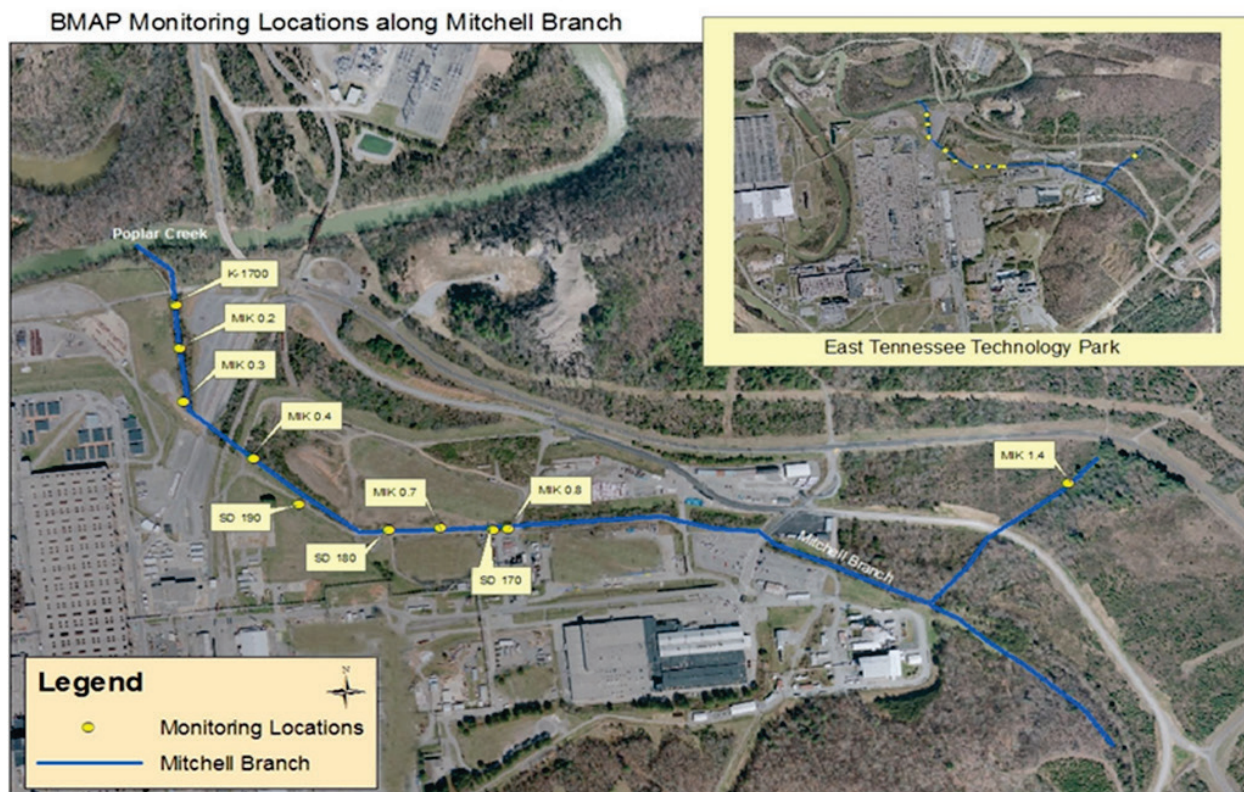 BMAP Monitoring Locations along Mitchell Branch
East Tennessee Technology Park
Poplar Creek
K-1700
MIK 0.2
MIK 0.3
MIK 0.4
MIK 1.4
MIK 0.7
MIK 0.8
SD 190
SD 180
SD 170
Mitchell Branch
Legend
N
Monitoring Locations
Mitchell Branch